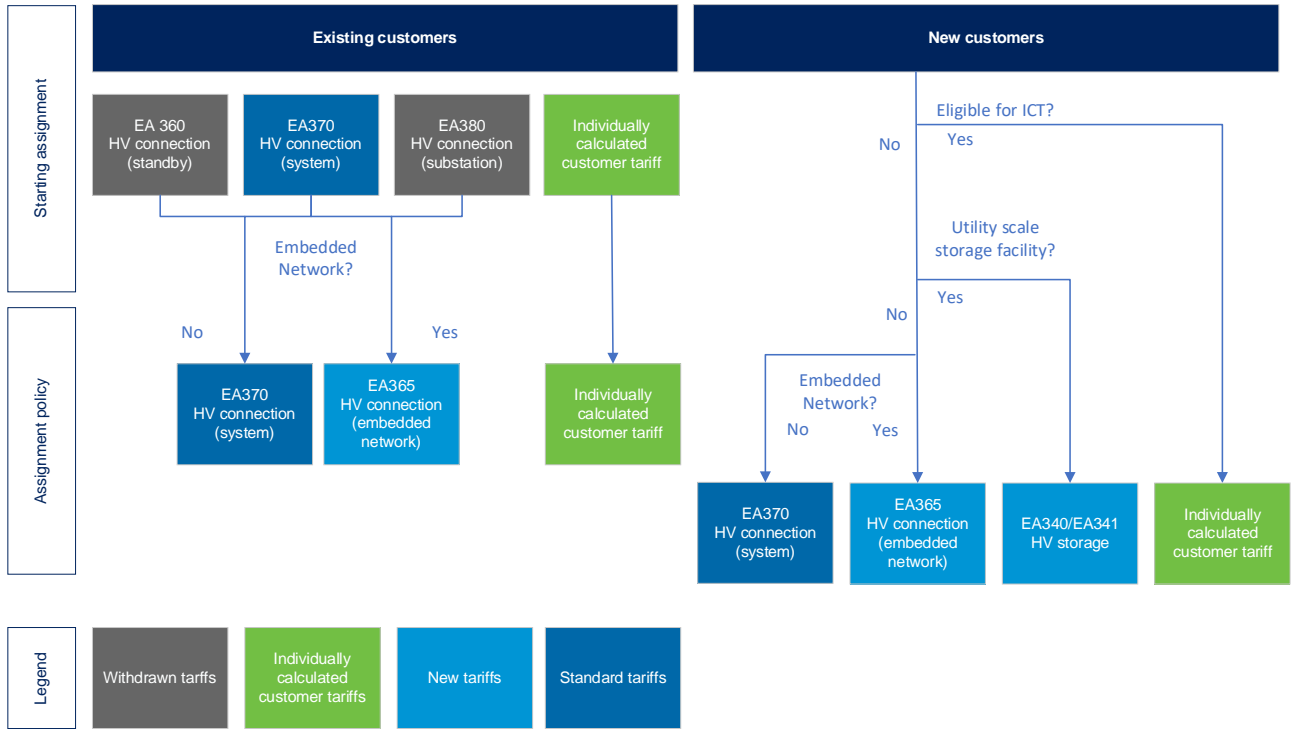 Existing customers
New customers
Starting assignment
EA 360
HV connection
(standby)
EA370
HV connection
(system)
EA380
HV connection
(substation)
Individually
calculated
customer tariff
Eligible for ICT?
No
Yes
Embedded
Network?
Utility scale
storage facility?
No
Yes
Assignment policy
No
Yes
EA370
HV connection
(system)
EA365
HV connection
(embedded
network)
Individually
calculated
customer tariff
Embedded
Network?
No
Yes
EA370
HV connection
(system)
EA365
HV connection
(embedded
network)
EA340/EA341
HV storage
Individually
calculated
customer tariff
Legend
Withdrawn tarffs
Individually
calculated
customer tariffs
New tariffs
Standard tariffs